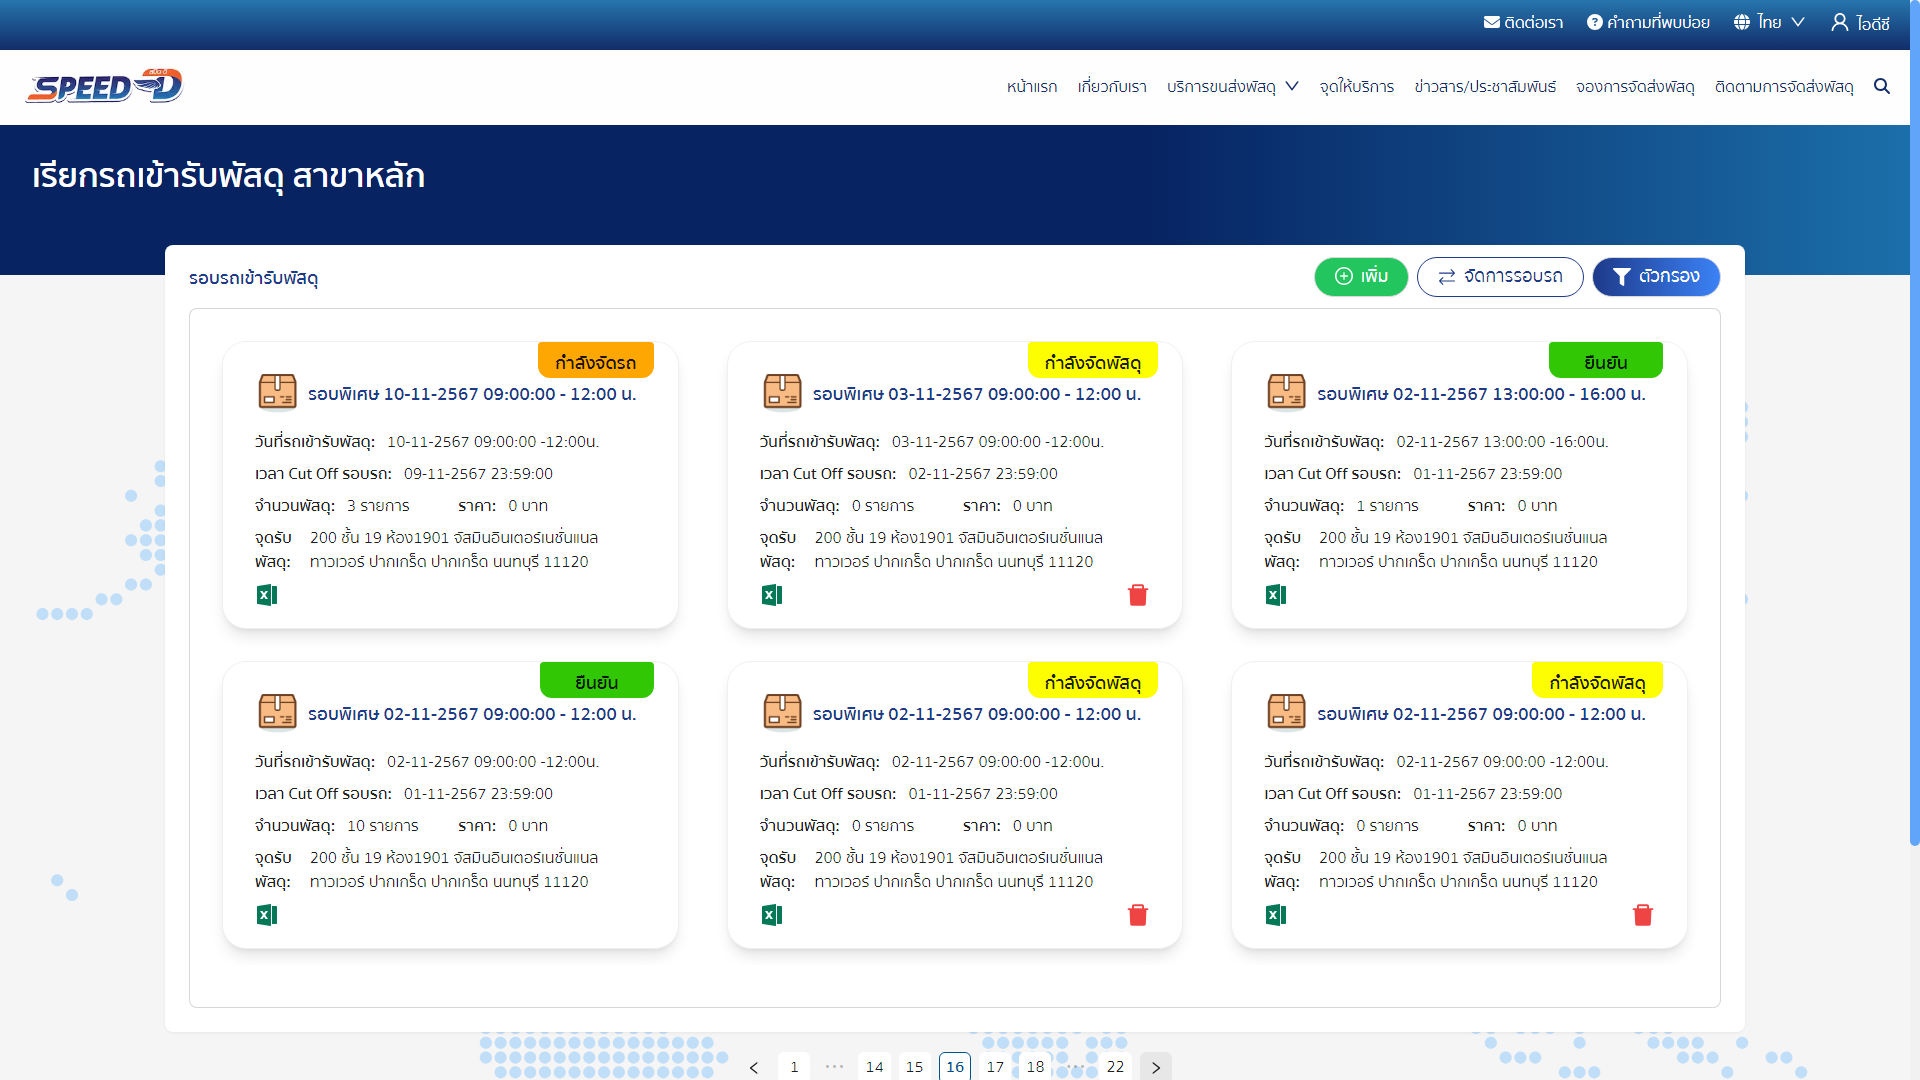 ติดต่อเรา คำถามที่พบบ่อย ไทย ไอดีซี
SPEED-D
หน้าแรก เกี่ยวกับเรา บริการขนส่งพัสดุ จุดให้บริการ ข่าวสาร/ประชาสัมพันธ์ จองการจัดส่งพัสดุ ติดตามการจัดส่งพัสดุ
เรียกรถเข้ารับพัสดุ สาขาหลัก
รอบรถเข้ารับพัสดุ
เพิ่ม จัดการรอบรถ ตัวกรอง
กำลังจัดรถ
รอบพิเศษ 10-11-2567 09:00:00 - 12:00 น.
วันที่รถเข้ารับพัสดุ: 10-11-2567 09:00:00 -12:00น.
เวลา Cut Off รอบรถ: 09-11-2567 23:59:00
จำนวนพัสดุ: 3 รายการ ราคา: 0 บาท
จุดรับพัสดุ: 200 ชั้น 19 ห้อง1901 จัสมินอินเตอร์เนชั่นแนล
ทาวเวอร์ ปากเกร็ด ปากเกร็ด นนทบุรี 11120
กำลังจัดพัสดุ
รอบพิเศษ 03-11-2567 09:00:00 - 12:00 น.
วันที่รถเข้ารับพัสดุ: 03-11-2567 09:00:00 -12:00น.
เวลา Cut Off รอบรถ: 02-11-2567 23:59:00
จำนวนพัสดุ: 0 รายการ ราคา: 0 บาท
จุดรับพัสดุ: 200 ชั้น 19 ห้อง1901 จัสมินอินเตอร์เนชั่นแนล
ทาวเวอร์ ปากเกร็ด ปากเกร็ด นนทบุรี 11120
ยืนยัน
รอบพิเศษ 02-11-2567 13:00:00 - 16:00 น.
วันที่รถเข้ารับพัสดุ: 02-11-2567 13:00:00 -16:00น.
เวลา Cut Off รอบรถ: 01-11-2567 23:59:00
จำนวนพัสดุ: 1 รายการ ราคา: 0 บาท
จุดรับพัสดุ: 200 ชั้น 19 ห้อง1901 จัสมินอินเตอร์เนชั่นแนล
ทาวเวอร์ ปากเกร็ด ปากเกร็ด นนทบุรี 11120
ยืนยัน
รอบพิเศษ 02-11-2567 09:00:00 - 12:00 น.
วันที่รถเข้ารับพัสดุ: 02-11-2567 09:00:00 -12:00น.
เวลา Cut Off รอบรถ: 01-11-2567 23:59:00
จำนวนพัสดุ: 10 รายการ ราคา: 0 บาท
จุดรับพัสดุ: 200 ชั้น 19 ห้อง1901 จัสมินอินเตอร์เนชั่นแนล
ทาวเวอร์ ปากเกร็ด ปากเกร็ด นนทบุรี 11120
กำลังจัดพัสดุ
รอบพิเศษ 02-11-2567 09:00:00 - 12:00 น.
วันที่รถเข้ารับพัสดุ: 02-11-2567 09:00:00 -12:00น.
เวลา Cut Off รอบรถ: 01-11-2567 23:59:00
จำนวนพัสดุ: 0 รายการ ราคา: 0 บาท
จุดรับพัสดุ: 200 ชั้น 19 ห้อง1901 จัสมินอินเตอร์เนชั่นแนล
ทาวเวอร์ ปากเกร็ด ปากเกร็ด นนทบุรี 11120
กำลังจัดพัสดุ
รอบพิเศษ 02-11-2567 09:00:00 - 12:00 น.
วันที่รถเข้ารับพัสดุ: 02-11-2567 09:00:00 -12:00น.
เวลา Cut Off รอบรถ: 01-11-2567 23:59:00
จำนวนพัสดุ: 0 รายการ ราคา: 0 บาท
จุดรับพัสดุ: 200 ชั้น 19 ห้อง1901 จัสมินอินเตอร์เนชั่นแนล
ทาวเวอร์ ปากเกร็ด ปากเกร็ด นนทบุรี 11120
1 ••• 14 15 16 17 18 ••• 22